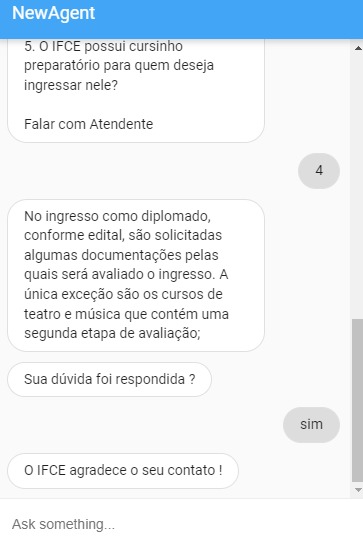 NewAgent
5. O IFCE possui cursinho
preparatório para quem deseja
ingressar nele?
Falar com Atendente
4
No ingresso como diplomado,
conforme edital, são solicitadas
algumas documentações pelas
quais será avaliado o ingresso. A
única exceção são os cursos de
teatro e música que contém uma
segunda etapa de avaliação;
Sua dúvida foi respondida ?
sim
O IFCE agradece o seu contato !
Ask something...